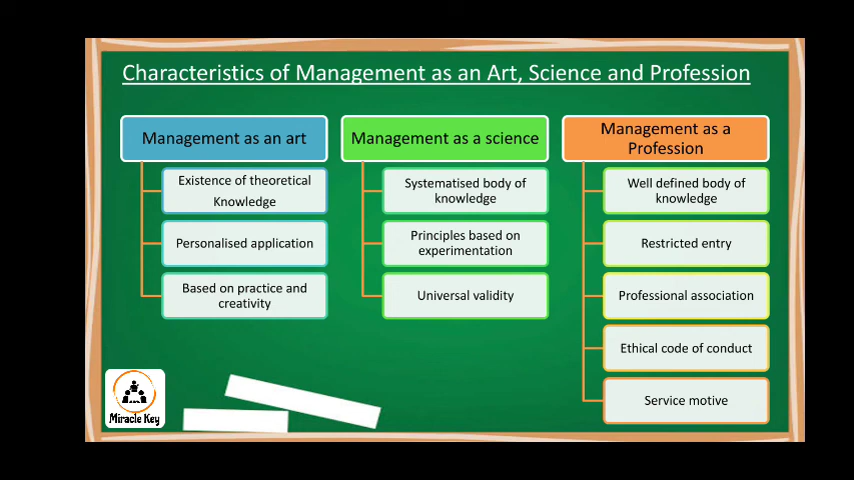 Characteristics of Management as an Art, Science and Profession
Management as an art
Existence of theoretical
Knowledge
Personalised application
Based on practice and
creativity
Management as a science
Systematised body of
knowledge
Principles based on
experimentation
Universal validity
Management as a
Profession
Well defined body of
knowledge
Restricted entry
Professional association
Ethical code of conduct
Service motive
Miracle Key